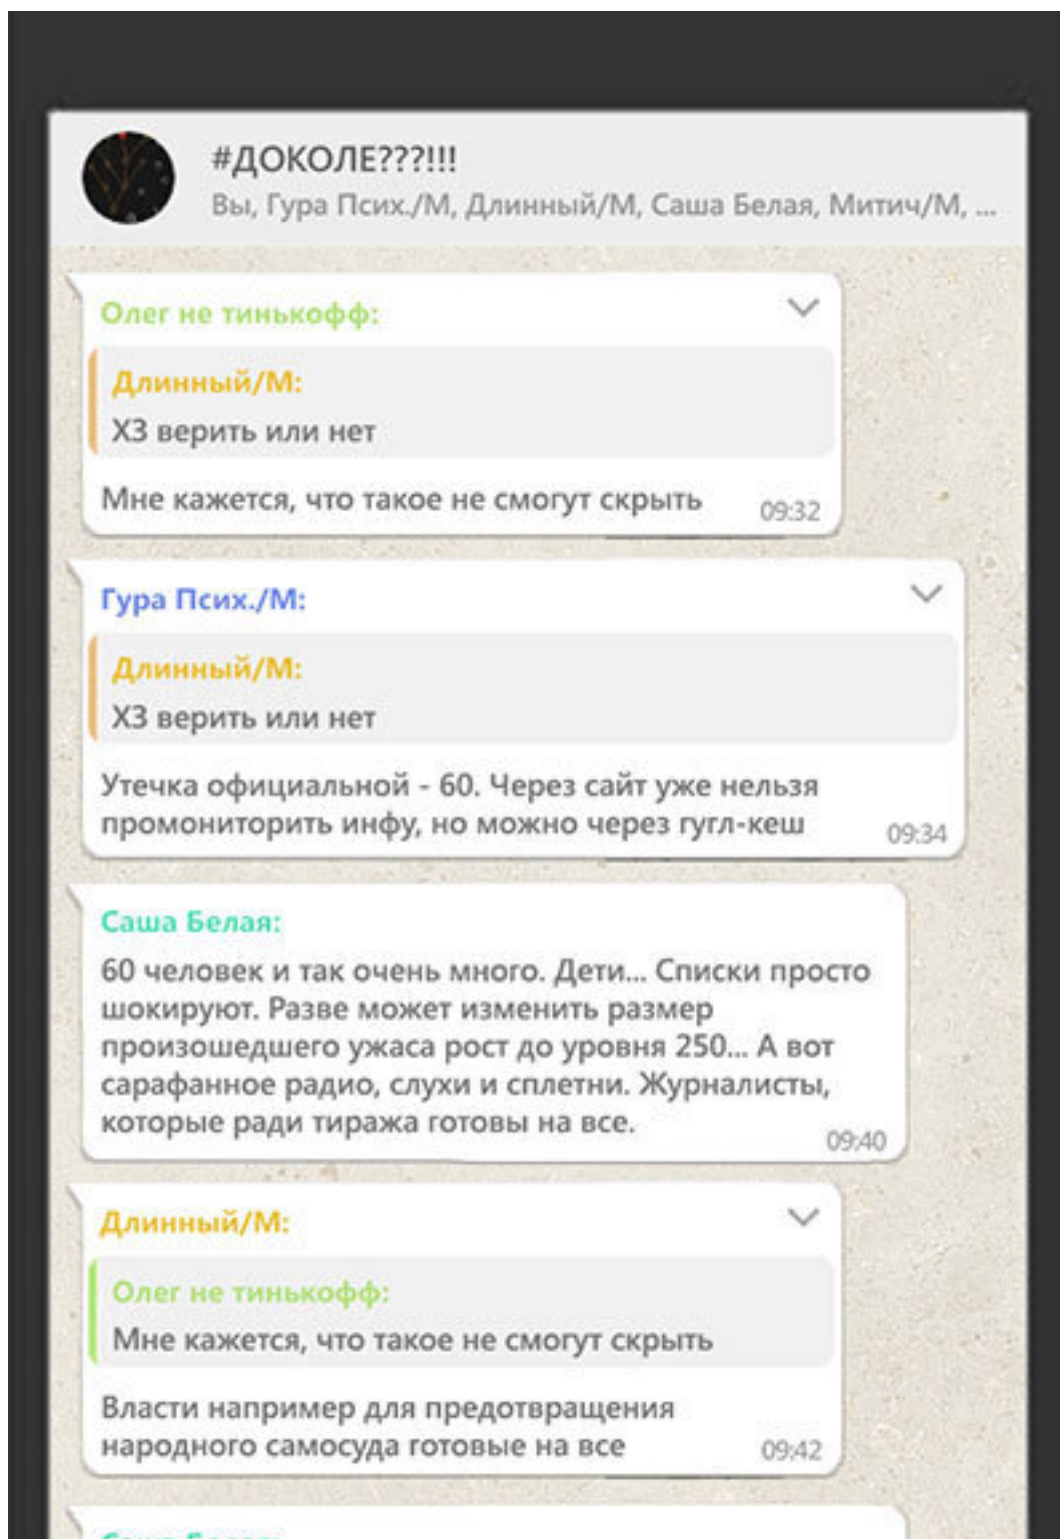 #ДОКОЛЕ???!!!
Вы, Гура Псих./М, Длинный/М, Саша Белая, Митич/М, ...
Олег не тинькофф:
Длинный/М:
ХЗ верить или нет
Мне кажется, что такое не смогут скрыть
09:32
Гура Псих./М:
Длинный/М:
ХЗ верить или нет
Утечка официальной - 60. Через сайт уже нельзя
промониторить инфу, но можно через гугл-кеш
09:34
Саша Белая:
60 человек и так очень много. Дети... Списки просто
шокируют. Разве может изменить размер
произошедшего ужаса рост до уровня 250... А вот
сарафанное радио, слухи и сплетни. Журналисты,
которые ради тиража готовы на все.
09:40
Длинный/М:
Олег не тинькофф:
Мне кажется, что такое не смогут скрыть
Власти например для предотвращения
народного самосуда готовые на все
09:42
Саша Белая: